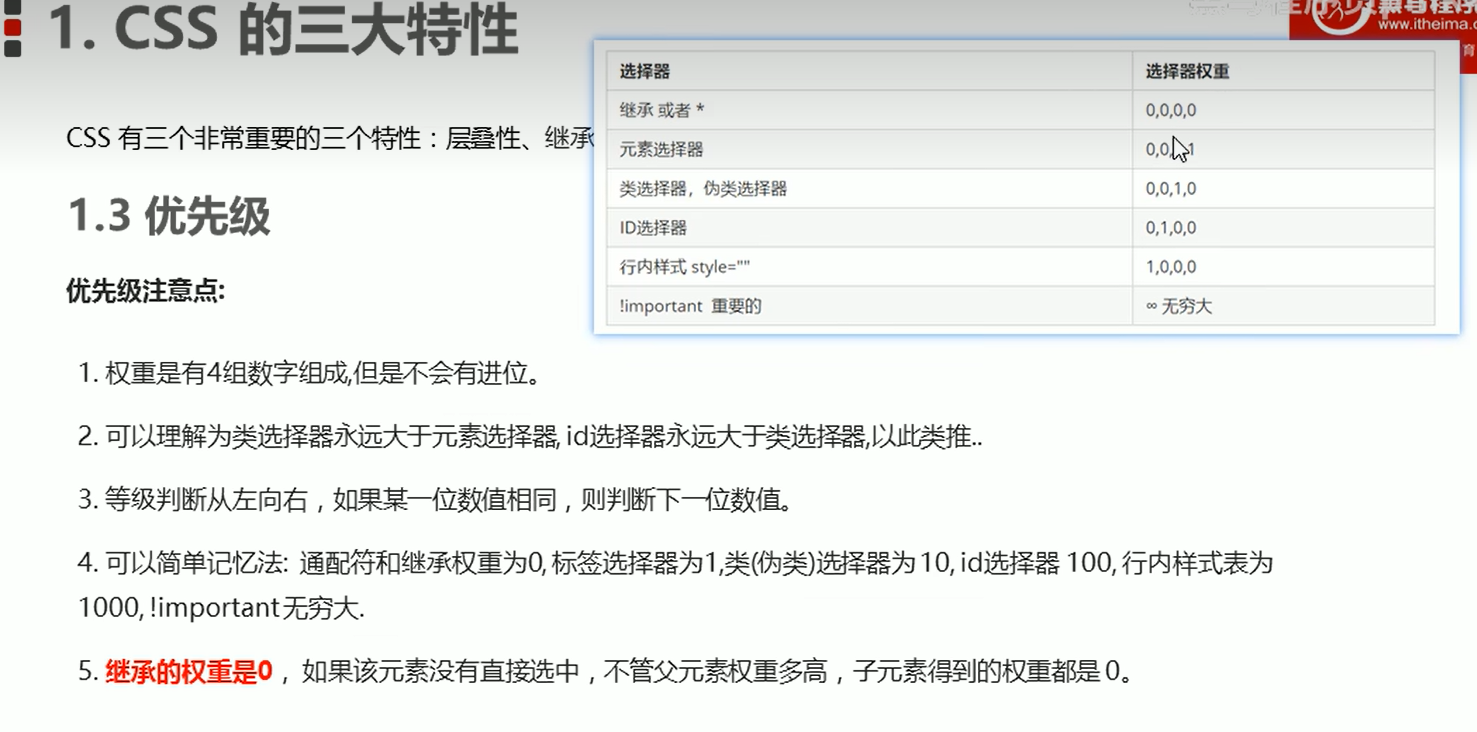 1. CSS 的三大特性
www.itheima.c
育
CSS 有三个非常重要的三个特性：层叠性、继承
选择器 选择器权重
继承 或者 * 0,0,0,0
元素选择器 0,0, 1
类选择器，伪类选择器 0,0,1,0
ID选择器 0,1,0,0
行内样式 style="" 1,0,0,0
!important 重要的 ∞ 无穷大
1.3 优先级
优先级注意点:
1. 权重是有4组数字组成,但是不会有进位。
2. 可以理解为类选择器永远大于元素选择器, id选择器永远大于类选择器,以此类推..
3. 等级判断从左向右，如果某一位数值相同，则判断下一位数值。
4. 可以简单记忆法: 通配符和继承权重为0, 标签选择器为1,类(伪类)选择器为 10, id选择器 100, 行内样式表为
1000, !important 无穷大.
5. 继承的权重是0， 如果该元素没有直接选中，不管父元素权重多高，子元素得到的权重都是 0。